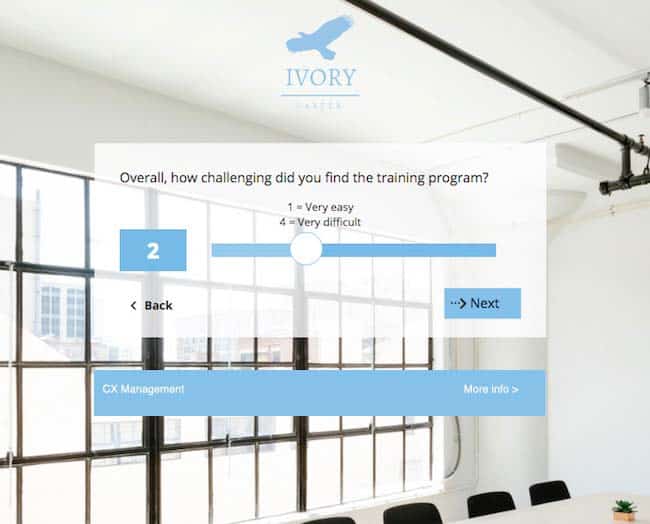 IVORY
Overall, how challenging did you find the training program?
1 = Very easy
4 = Very difficult
2
Back
Next
CX Management
More info >